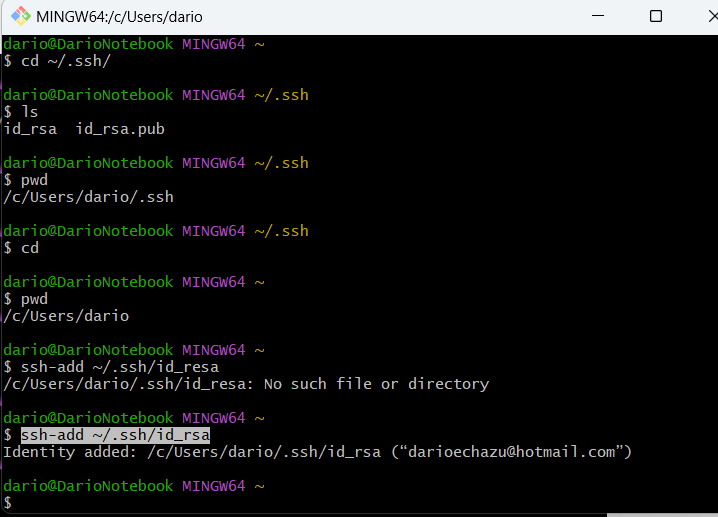 MINGW64:/c/Users/dario
dario@DarioNotebook MINGW64 ~
$ cd ~/.ssh/
dario@DarioNotebook MINGW64 ~/.ssh
$ ls
id_rsa  id_rsa.pub
dario@DarioNotebook MINGW64 ~/.ssh
$ pwd
/c/Users/dario/.ssh
dario@DarioNotebook MINGW64 ~/.ssh
$ cd
dario@DarioNotebook MINGW64 ~
$ pwd
/c/Users/dario
dario@DarioNotebook MINGW64 ~
$ ssh-add ~/.ssh/id_resa
/c/Users/dario/.ssh/id_resa: No such file or directory
dario@DarioNotebook MINGW64 ~
$ ssh-add ~/.ssh/id_rsa
Identity added: /c/Users/dario/.ssh/id_rsa (“darioechazu@hotmail.com”)
dario@DarioNotebook MINGW64 ~
$